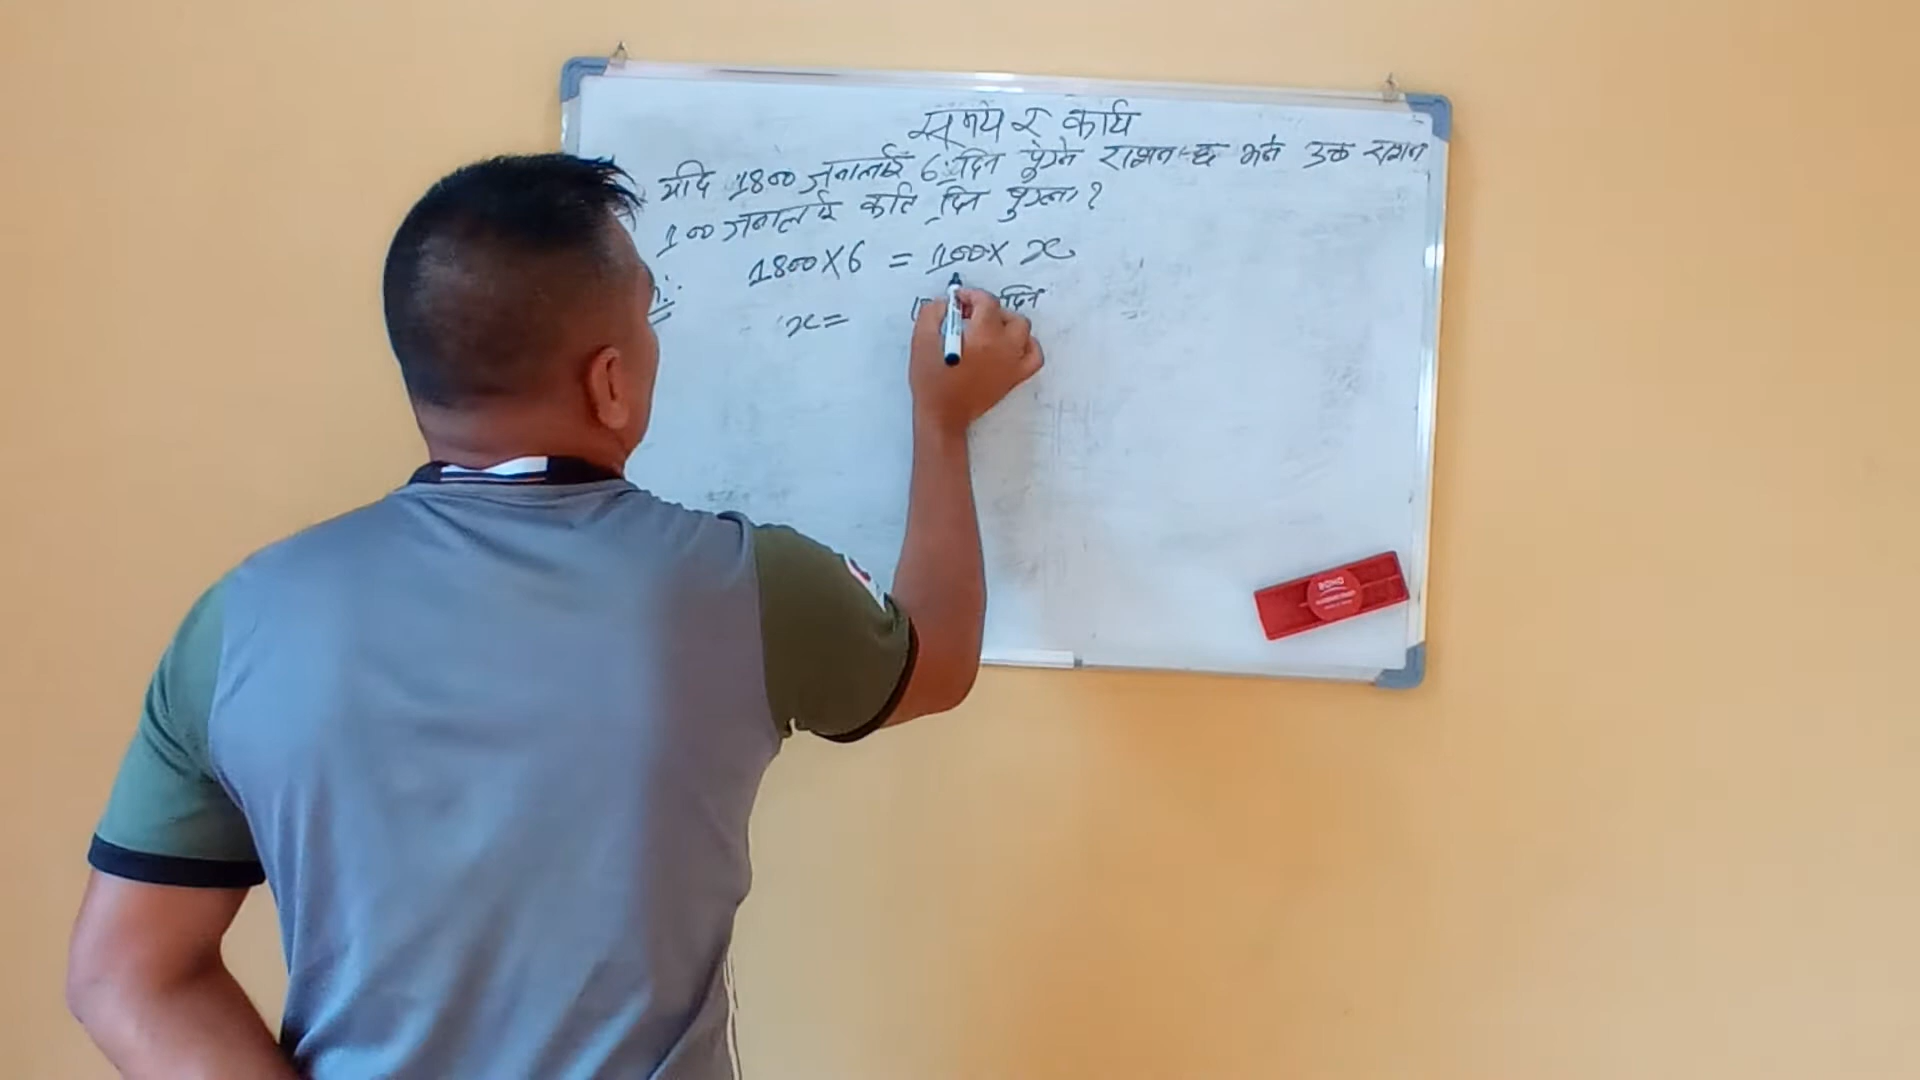 समय र कार्य
यदि 1800 जनालाई 6 दिन पुग्ने राशन छ भने उक्त राशन
100 जनालाई कति दिन पुग्ला?
1800 X 6 = 100 X x
x = दिन